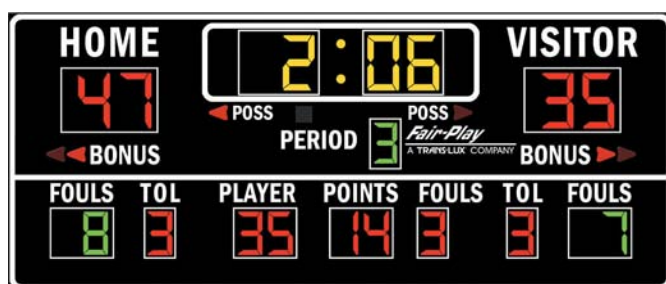 HOME 2:06 VISITOR
47 35
POSS POSS
PERIOD 3 Fair-Play
A TRANS-LUX COMPANY
BONUS BONUS
FOULS TOL PLAYER POINTS FOULS TOL FOULS
8 3 35 14 3 3 7